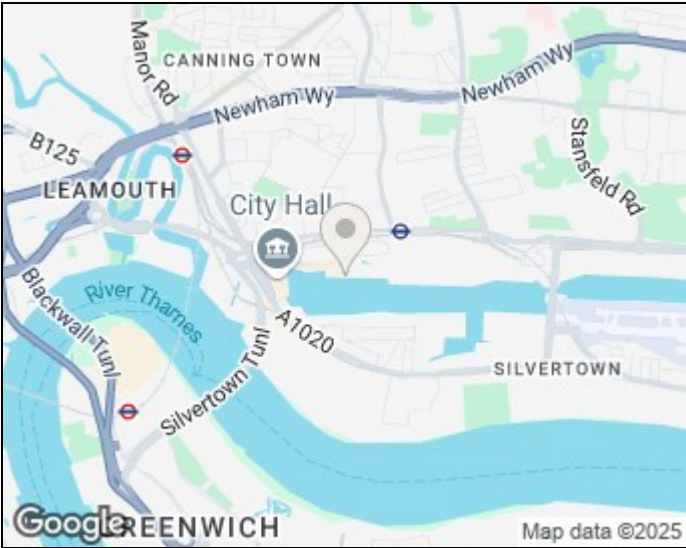 CANNING TOWN
Manor Rd
Newham Wy
Newham Wy
B125
Stansfeld Rd
LEAMOUTH
City Hall
River Thames
Blackwall Tunl
A1020
Silvertown Tunl
SILVERTOWN
Google
GREENWICH
Map data ©2025